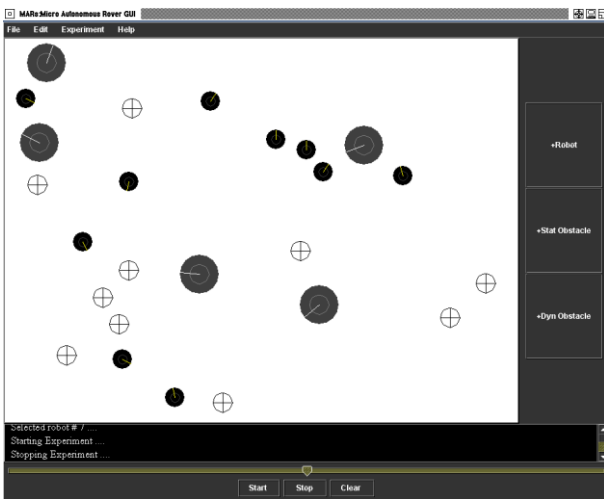 MARs:Micro Autonomous Rover GUI
File Edit Experiment Help
+Robot
+Stat Obstacle
+Dyn Obstacle
Selected robot # 7 ....
Starting Experiment ....
Stopping Experiment ....
Start Stop Clear